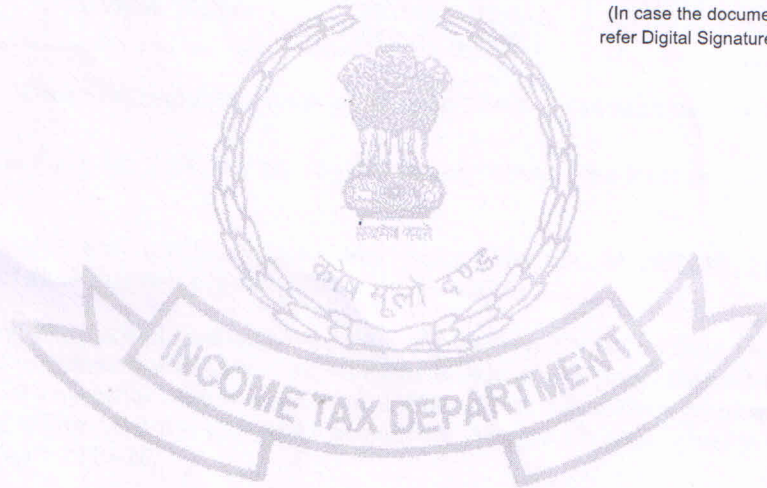 (In case the docume
refer Digital Signature
सत्यमेव जयते
कोष मूलो दण्ड
INCOME TAX DEPARTMENT